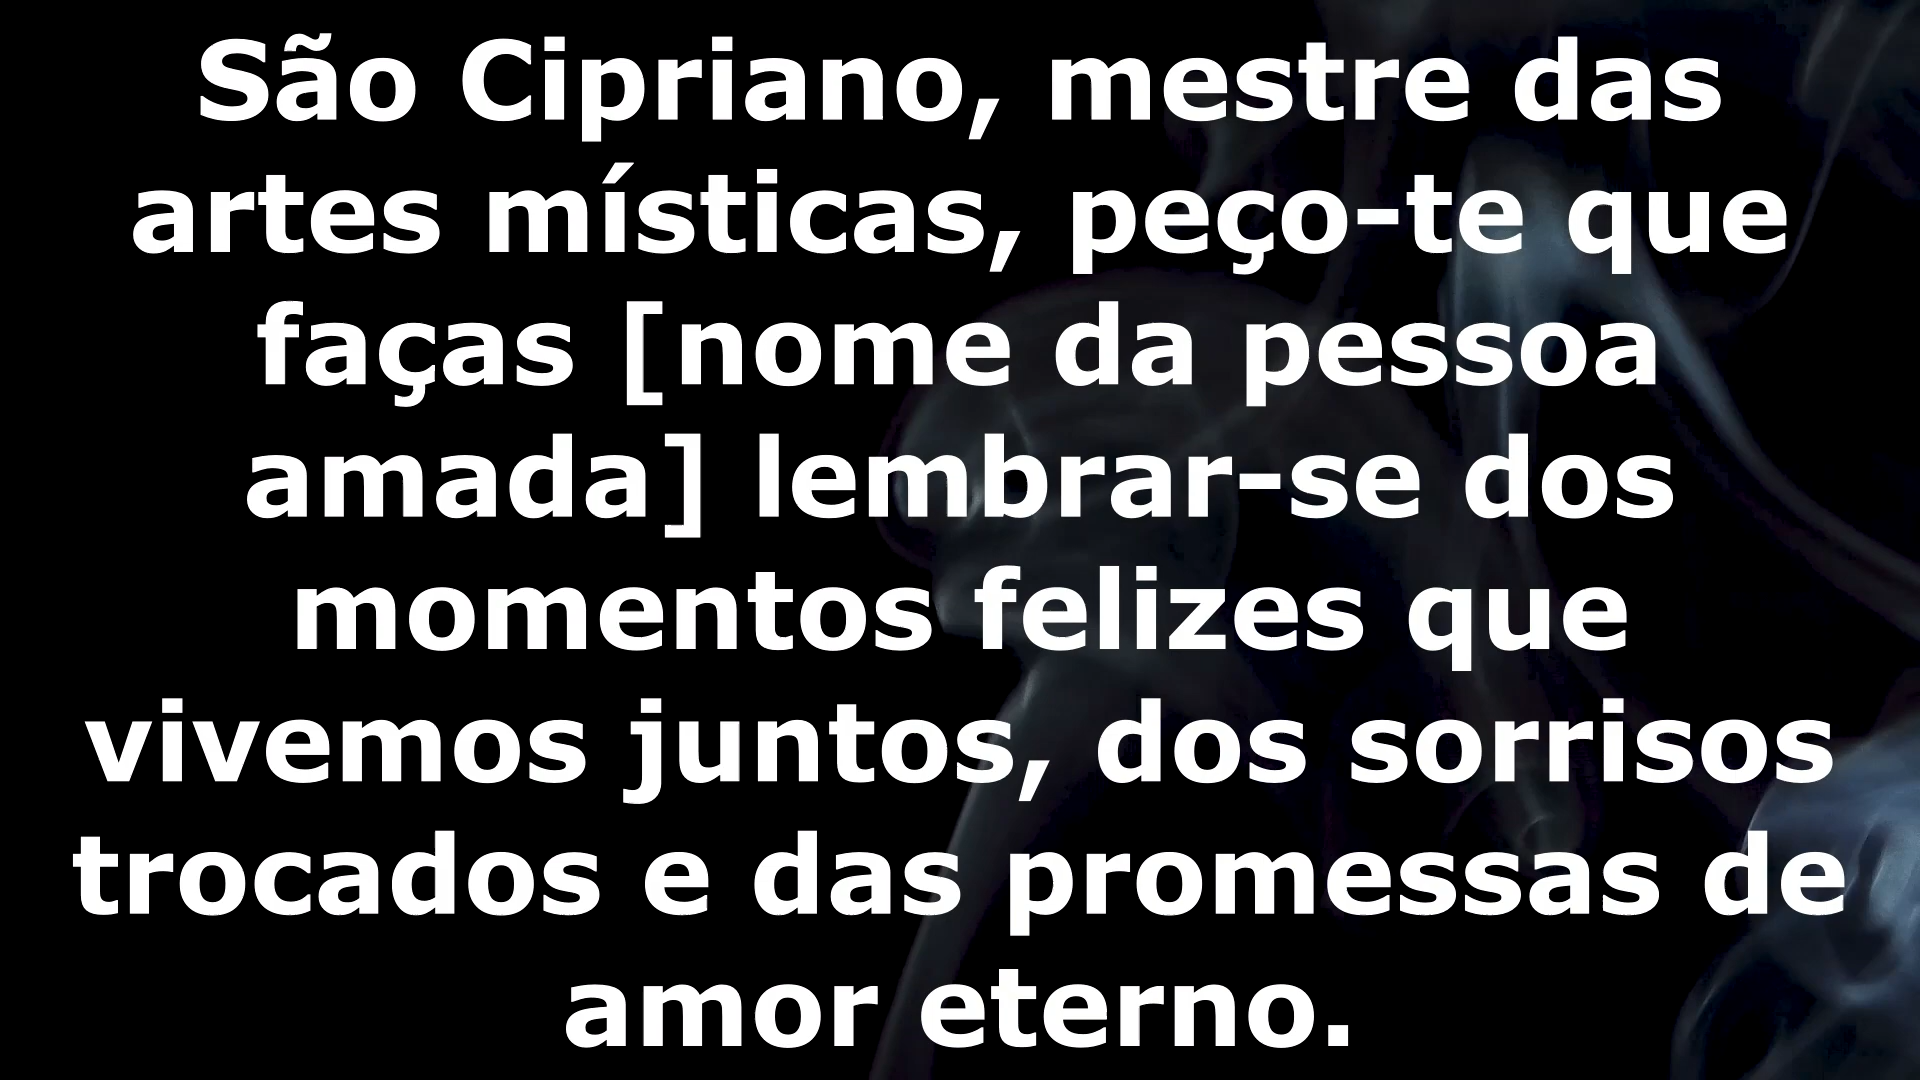 São Cipriano, mestre das
artes místicas, peço-te que
faças [nome da pessoa
amada] lembrar-se dos
momentos felizes que
vivemos juntos, dos sorrisos
trocados e das promessas de
amor eterno.